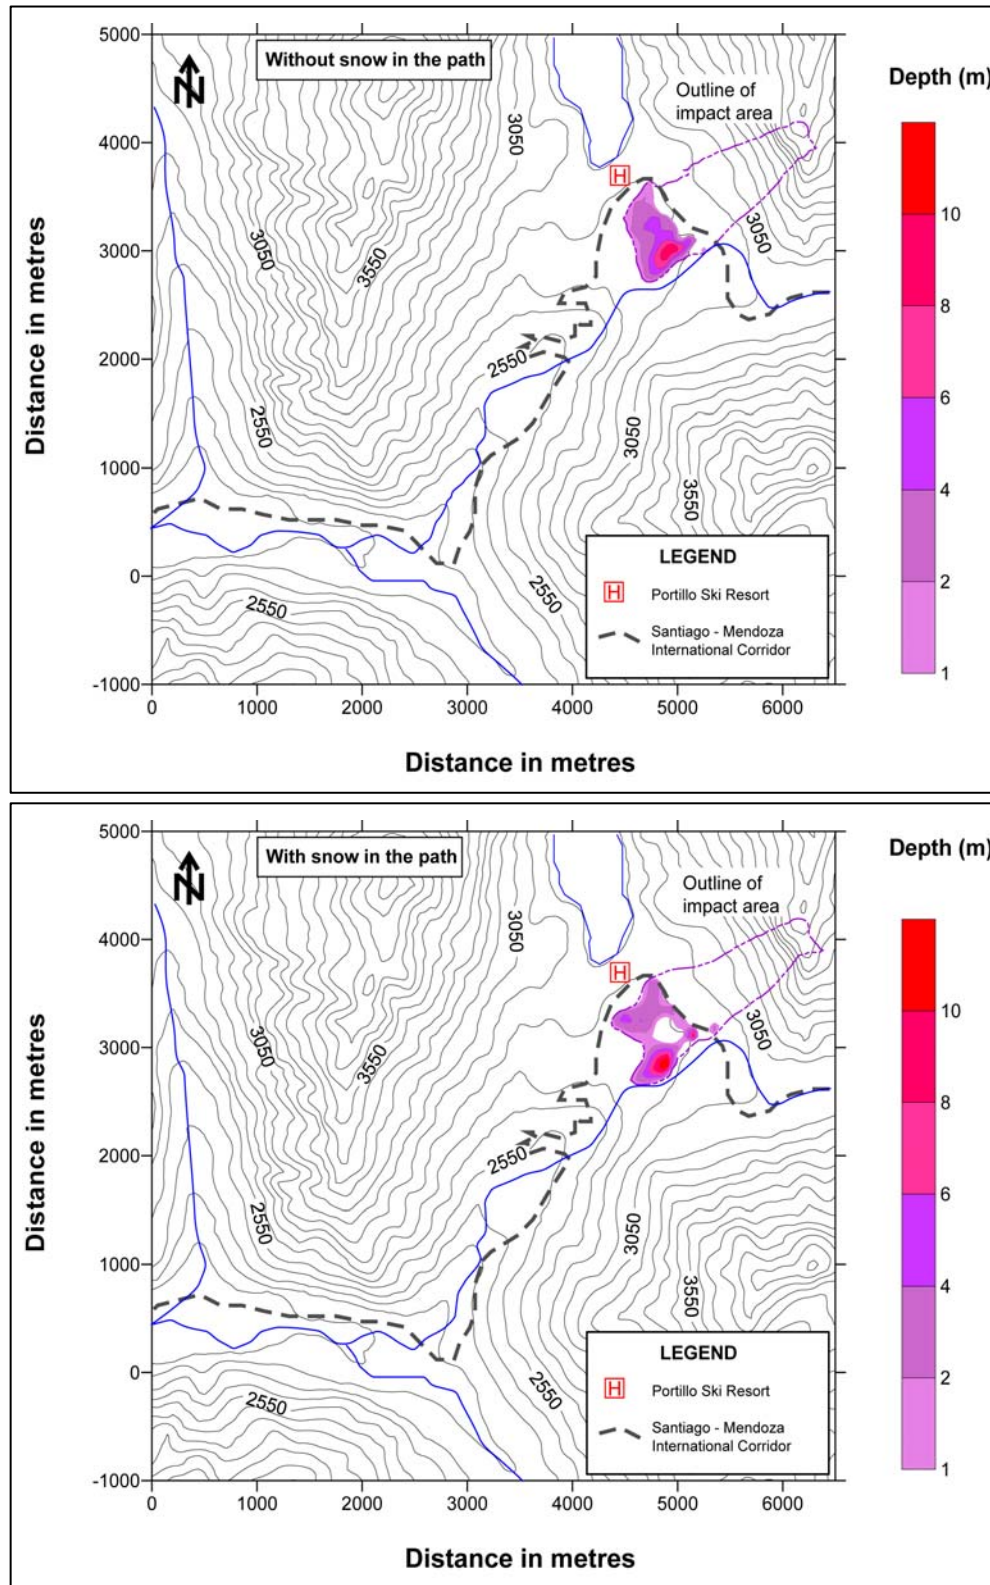 5000
Without snow in the path
N
Depth (m)
Outline of
impact area
4000
3050
H
10
3050
3050
3000
3550
8
Distance in metres
6
2000
2550
2550
3050
4
1000
3550
LEGEND
2
0
2550
H Portillo Ski Resort
2550
Santiago - Mendoza
International Corridor
-1000
1
0 1000 2000 3000 4000 5000 6000
Distance in metres
5000
With snow in the path
N
Depth (m)
Outline of
impact area
4000
3050
H
10
3050
3050
3000
3550
8
Distance in metres
6
2000
2550
2550
3050
4
1000
3550
LEGEND
2
0
2550
H Portillo Ski Resort
2550
Santiago - Mendoza
International Corridor
-1000
1
0 1000 2000 3000 4000 5000 6000
Distance in metres